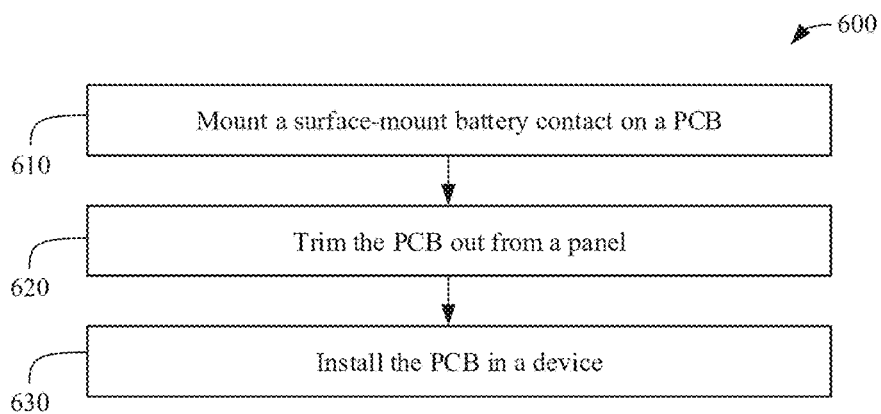 600
Mount a surface-mount battery contact on a PCB
610
Trim the PCB out from a panel
620
Install the PCB in a device
630